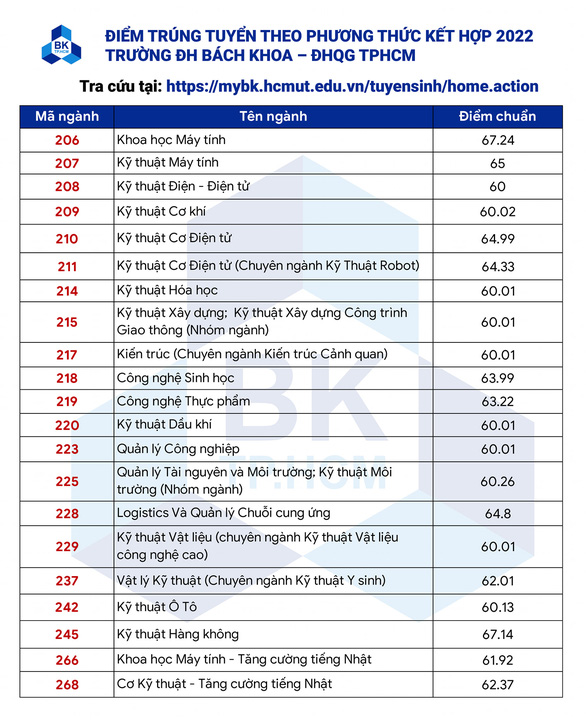 BK
TP.HCM
ĐIỂM TRÚNG TUYỂN THEO PHƯƠNG THỨC KẾT HỢP 2022
TRƯỜNG ĐH BÁCH KHOA – ĐHQG TPHCM
Tra cứu tại: https://mybk.hcmut.edu.vn/tuyensinh/home.action
Mã ngành Tên ngành Điểm chuẩn
206 Khoa học Máy tính 67.24
207 Kỹ thuật Máy tính 65
208 Kỹ thuật Điện - Điện tử 60
209 Kỹ thuật Cơ khí 60.02
210 Kỹ thuật Cơ Điện tử 64.99
211 Kỹ thuật Cơ Điện tử (Chuyên ngành Kỹ Thuật Robot) 64.33
214 Kỹ thuật Hóa học 60.01
215 Kỹ thuật Xây dựng; Kỹ thuật Xây dựng Công trình
Giao thông (Nhóm ngành) 60.01
217 Kiến trúc (Chuyên ngành Kiến trúc Cảnh quan) 60.01
218 Công nghệ Sinh học 63.99
219 Công nghệ Thực phẩm 63.22
220 Kỹ thuật Dầu khí 60.01
223 Quản lý Công nghiệp 60.01
225 Quản lý Tài nguyên và Môi trường; Kỹ thuật Môi
trường (Nhóm ngành) 60.26
228 Logistics Và Quản lý Chuỗi cung ứng 64.8
229 Kỹ thuật Vật liệu (chuyên ngành Kỹ thuật Vật liệu
công nghệ cao) 60.01
237 Vật lý Kỹ thuật (Chuyên ngành Kỹ thuật Y sinh) 62.01
242 Kỹ thuật Ô Tô 60.13
245 Kỹ thuật Hàng không 67.14
266 Khoa học Máy tính - Tăng cường tiếng Nhật 61.92
268 Cơ Kỹ thuật - Tăng cường tiếng Nhật 62.37
BK
TP.HCM